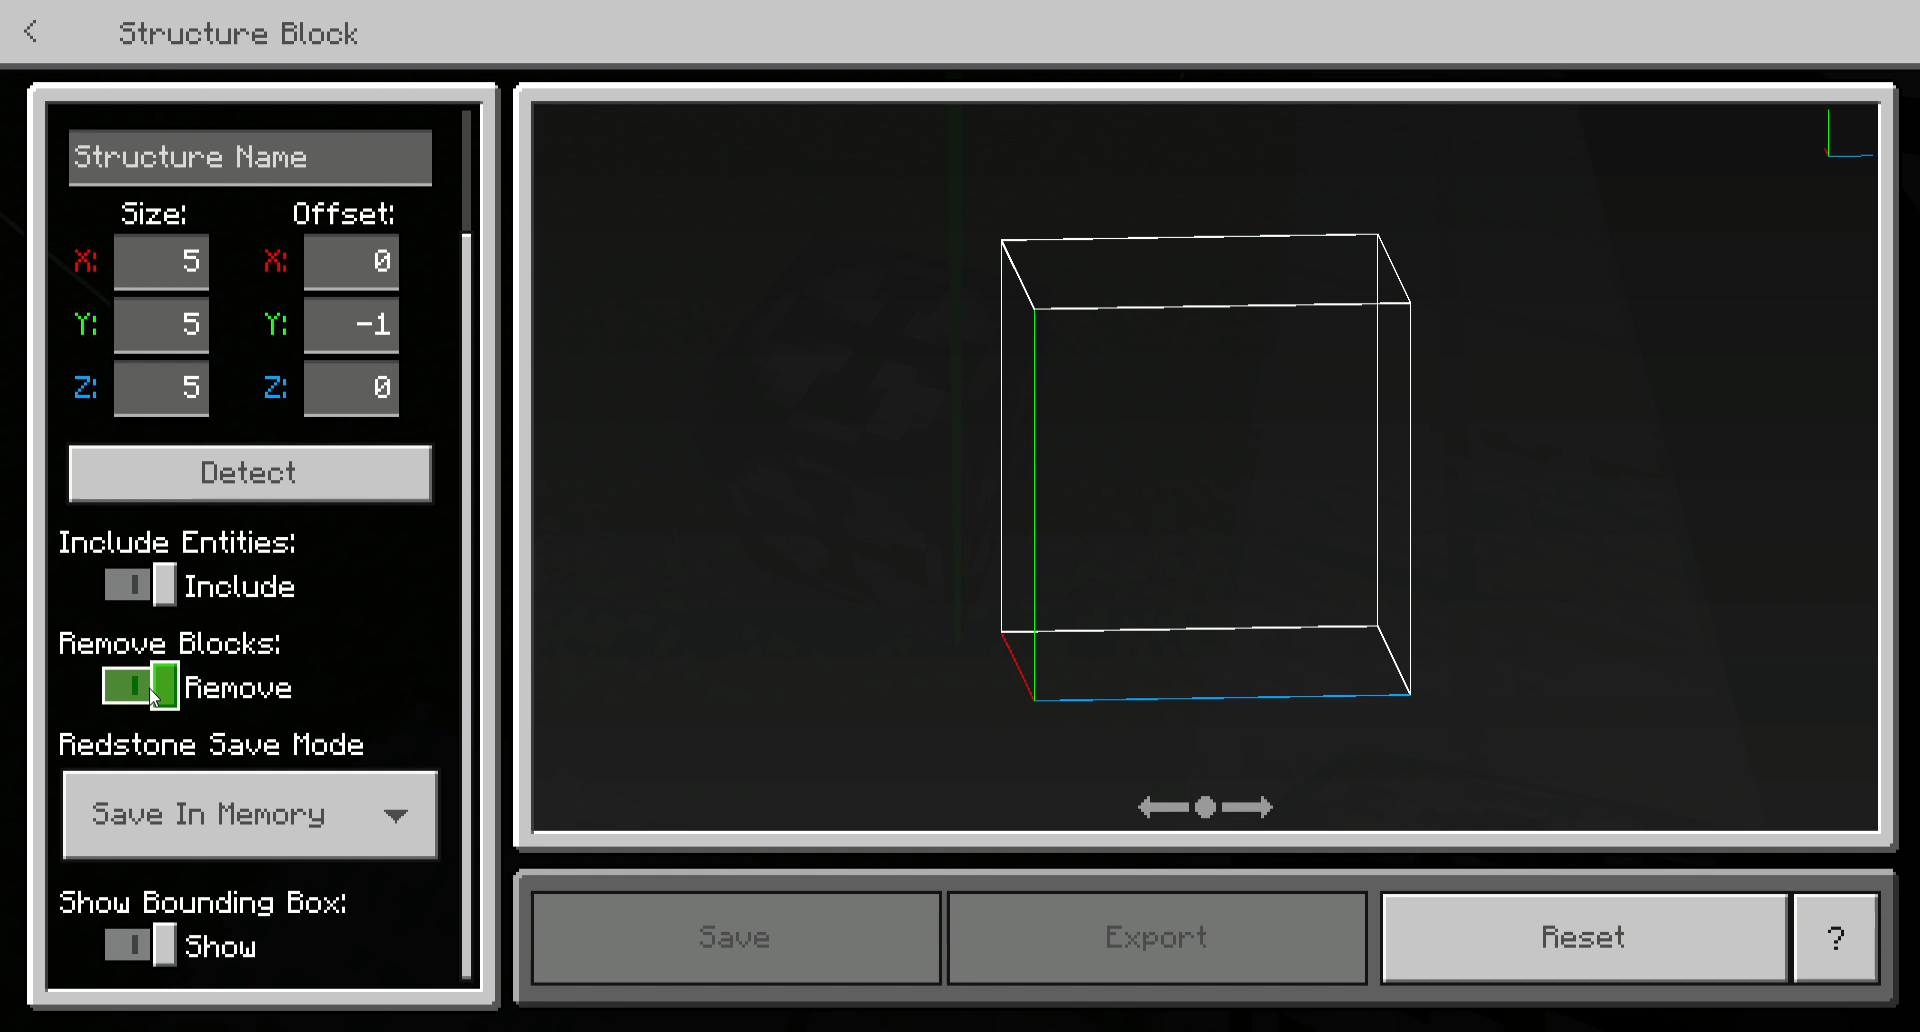 Structure Block
Structure Name
Size: Offset:
X: 5 X: 0
Y: 5 Y: -1
Z: 5 Z: 0
Detect
Include Entities:
Include
Remove Blocks:
Remove
Redstone Save Mode
Save In Memory
Show Bounding Box:
Show
Save Export Reset ?